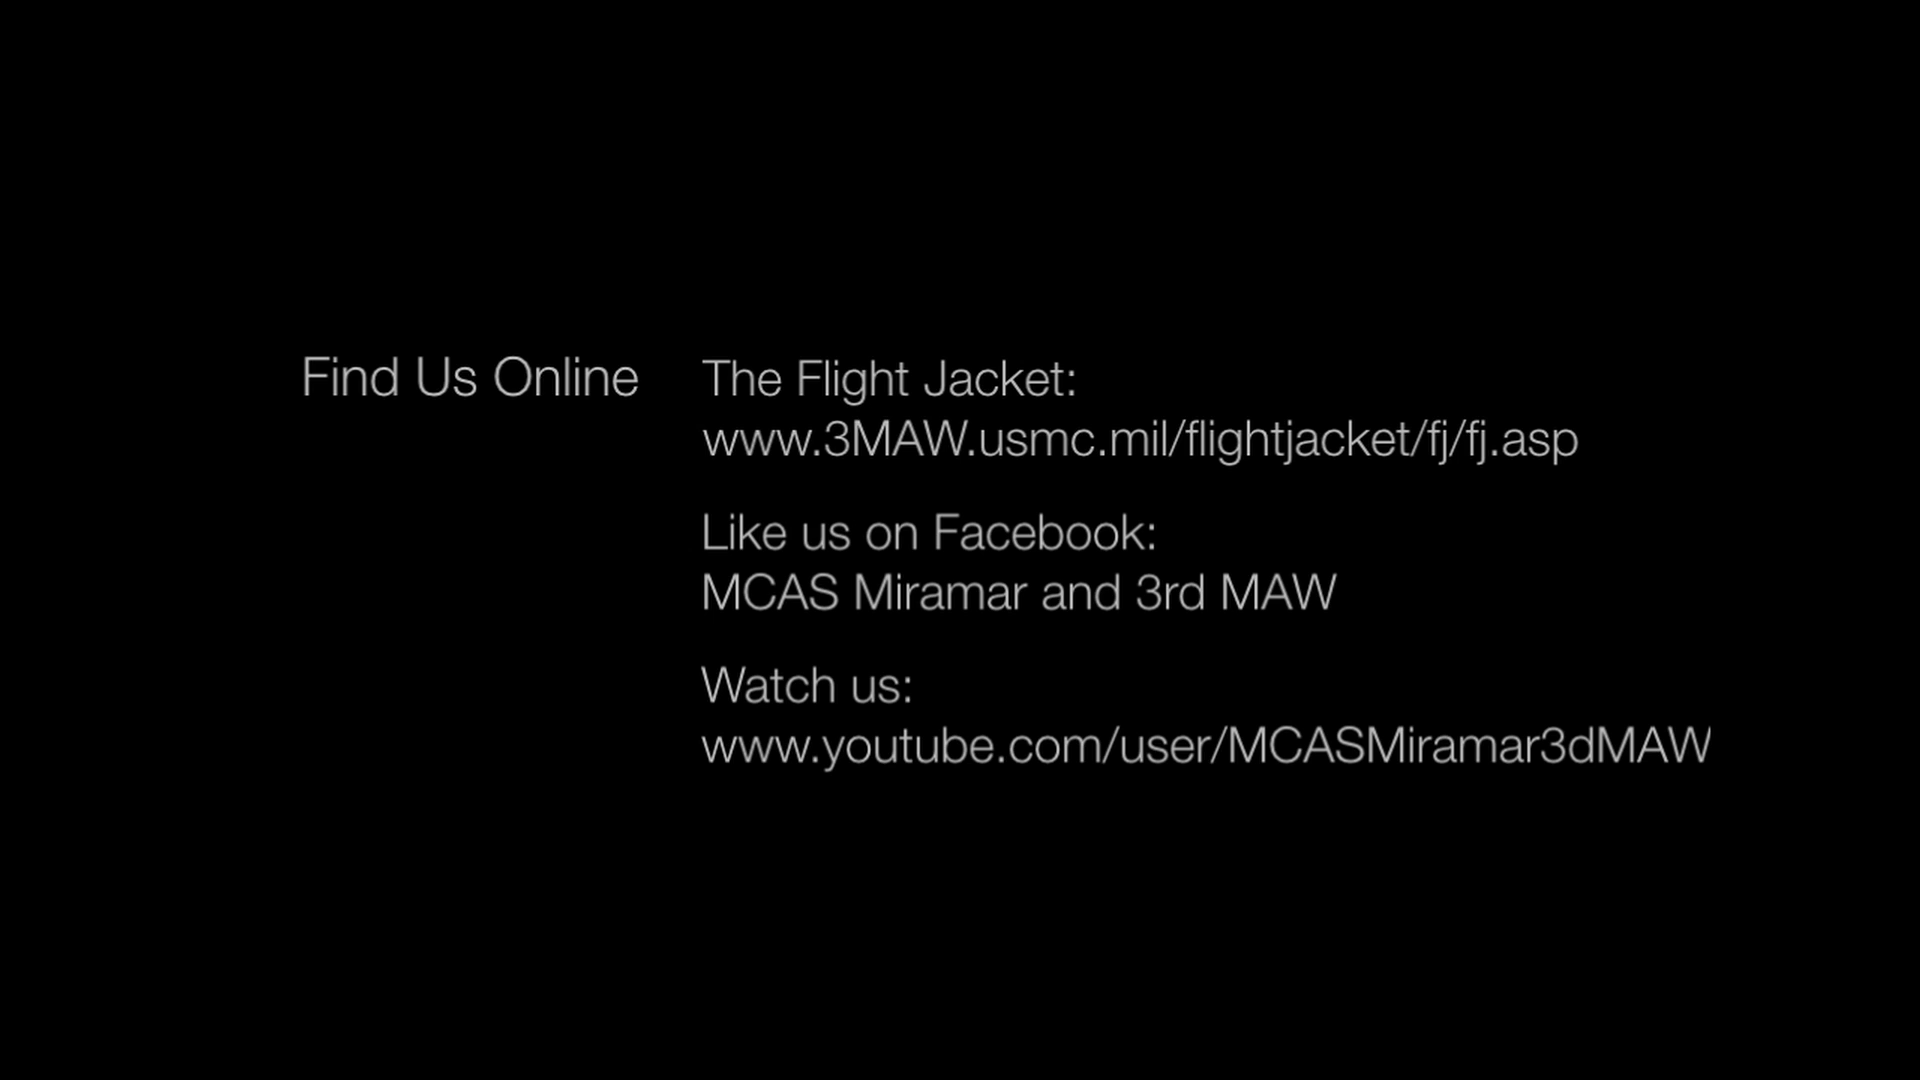 Find Us Online
The Flight Jacket:
www.3MAW.usmc.mil/flightjacket/fj/fj.asp
Like us on Facebook:
MCAS Miramar and 3rd MAW
Watch us:
www.youtube.com/user/MCASMiramar3dMAW